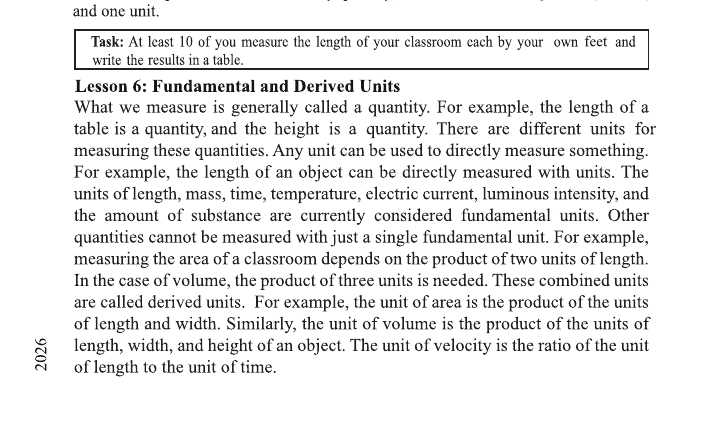 and one unit.
Task: At least 10 of you measure the length of your classroom each by your own feet and
write the results in a table.
Lesson 6: Fundamental and Derived Units
What we measure is generally called a quantity. For example, the length of a
table is a quantity, and the height is a quantity. There are different units for
measuring these quantities. Any unit can be used to directly measure something.
For example, the length of an object can be directly measured with units. The
units of length, mass, time, temperature, electric current, luminous intensity, and
the amount of substance are currently considered fundamental units. Other
quantities cannot be measured with just a single fundamental unit. For example,
measuring the area of a classroom depends on the product of two units of length.
In the case of volume, the product of three units is needed. These combined units
are called derived units. For example, the unit of area is the product of the units
of length and width. Similarly, the unit of volume is the product of the units of
length, width, and height of an object. The unit of velocity is the ratio of the unit
of length to the unit of time.
2026